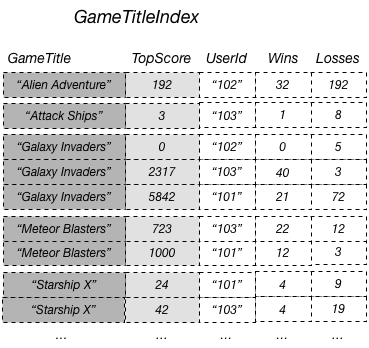 GameTitleIndex
GameTitle TopScore UserId Wins Losses
“Alien Adventure” 192 “102” 32 192
“Attack Ships” 3 “103” 1 8
“Galaxy Invaders” 0 “102” 0 5
“Galaxy Invaders” 2317 “103” 40 3
“Galaxy Invaders” 5842 “101” 21 72
“Meteor Blasters” 723 “103” 22 12
“Meteor Blasters” 1000 “101” 12 3
“Starship X” 24 “101” 4 9
“Starship X” 42 “103” 4 19
... ... ... ... ...